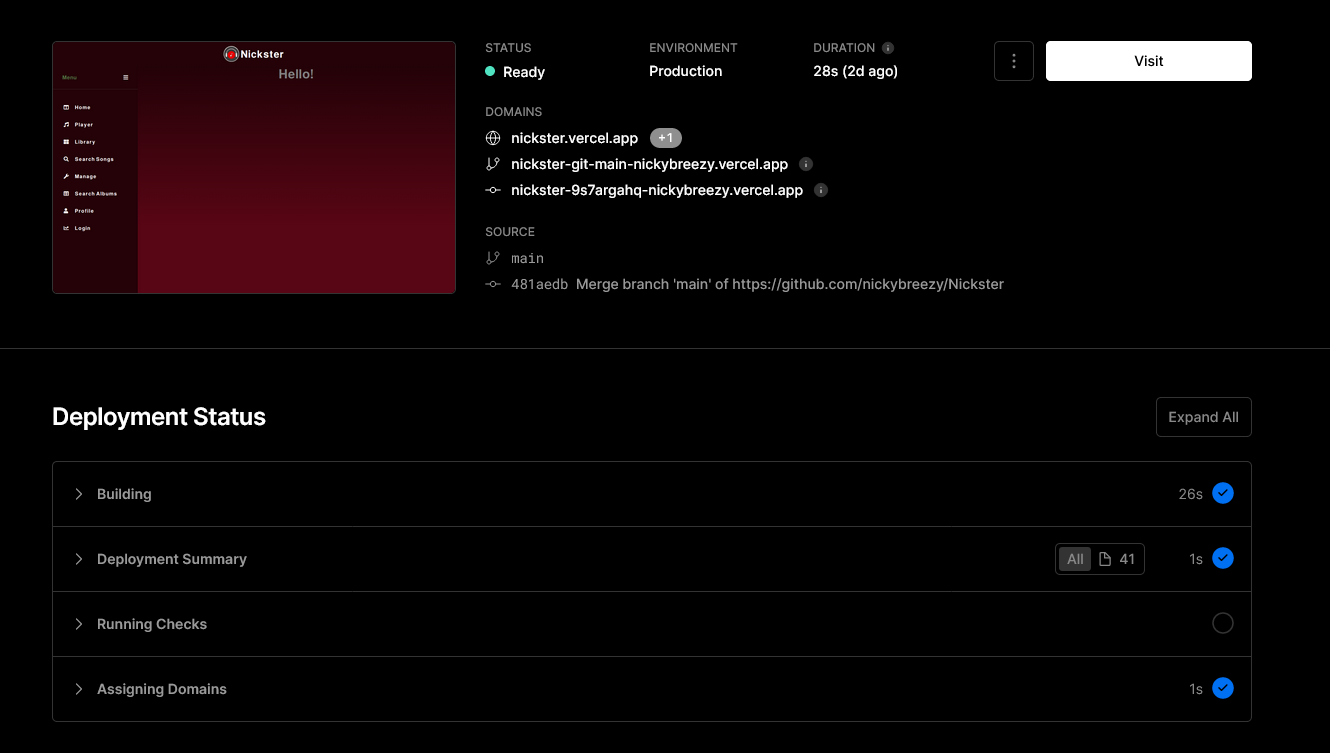 Nickster
Hello!
Menu
Home
Player
Library
Search Songs
Manage
Search Albums
Profile
Login
STATUS
Ready
ENVIRONMENT
Production
DURATION
28s (2d ago)
Visit
DOMAINS
nickster.vercel.app +1
nickster-git-main-nickybreezy.vercel.app
nickster-9s7argahq-nickybreezy.vercel.app
SOURCE
main
481aedb Merge branch 'main' of https://github.com/nickybreezy/Nickster
Deployment Status
Expand All
Building 26s
Deployment Summary All 41 1s
Running Checks
Assigning Domains 1s